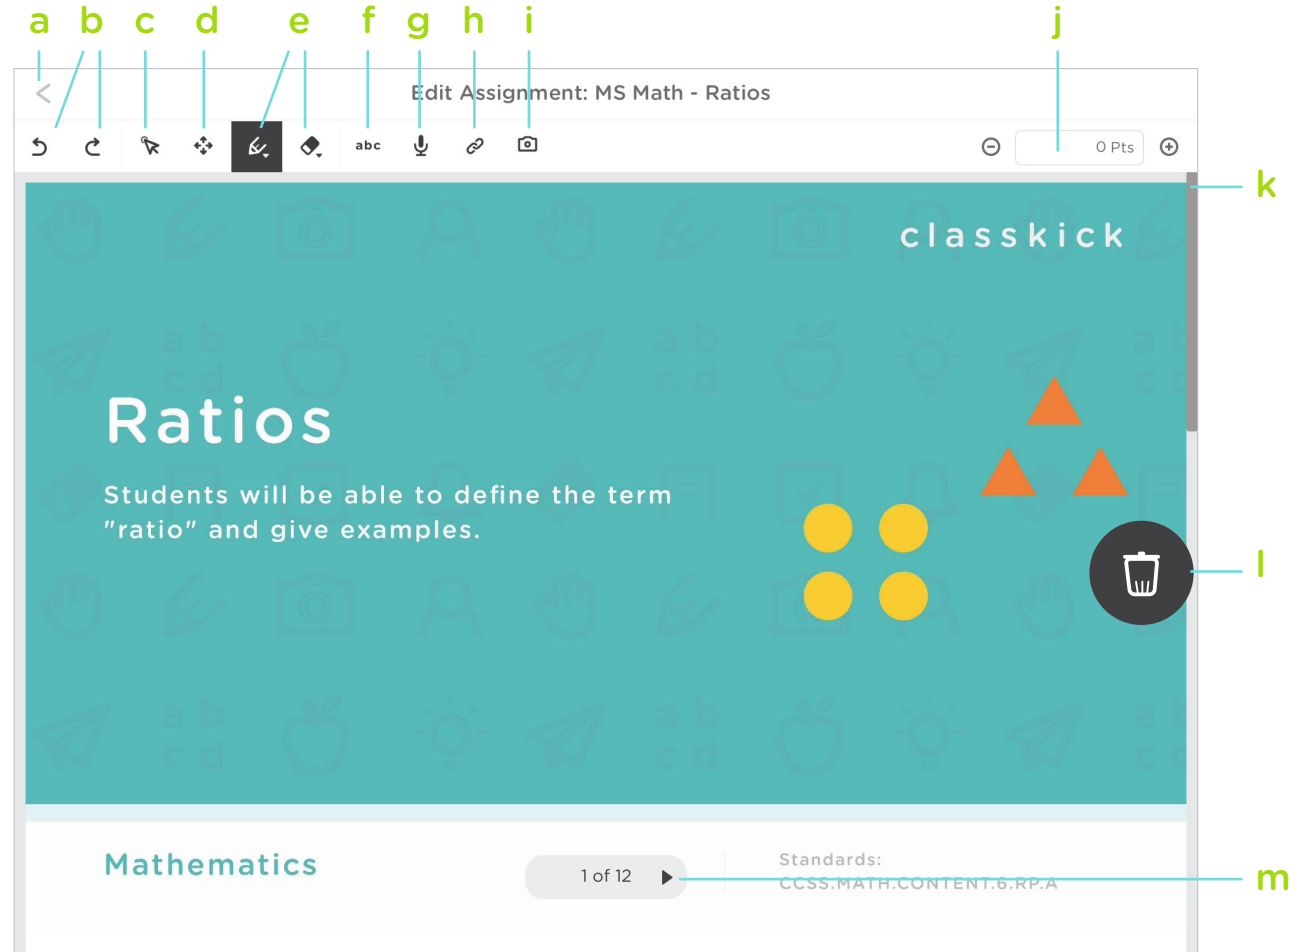 a b c d e f g h i j
Edit Assignment: MS Math - Ratios
abc
0 Pts
k
classkick
Ratios
Students will be able to define the term
"ratio" and give examples.
l
Mathematics
1 of 12
Standards:
CCSS.MATH.CONTENT.6.RP.A
m